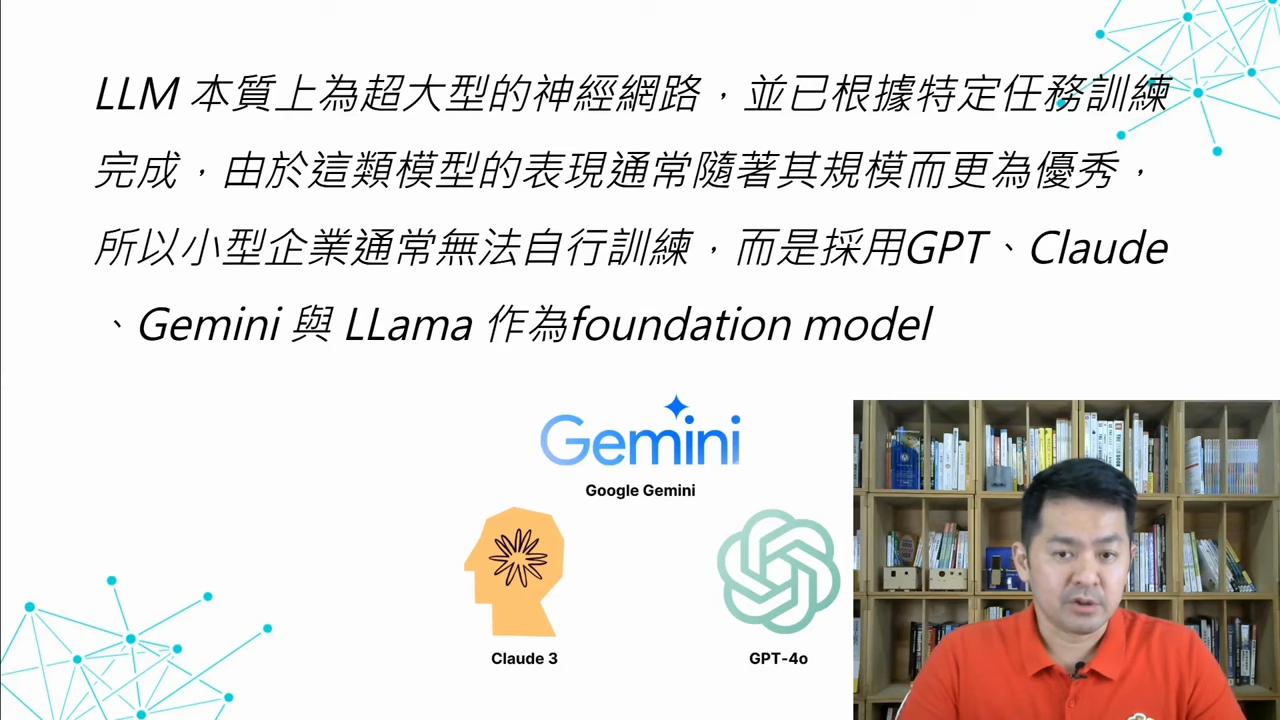 LLM 本質上為超大型的神經網路，並已根據特定任務訓練
完成，由於這類模型的表現通常隨著其規模而更為優秀，
所以小型企業通常無法自行訓練，而是採用GPT、Claude
、Gemini 與 LLama 作為foundation model
Gemini
Google Gemini
Claude 3
GPT-4o